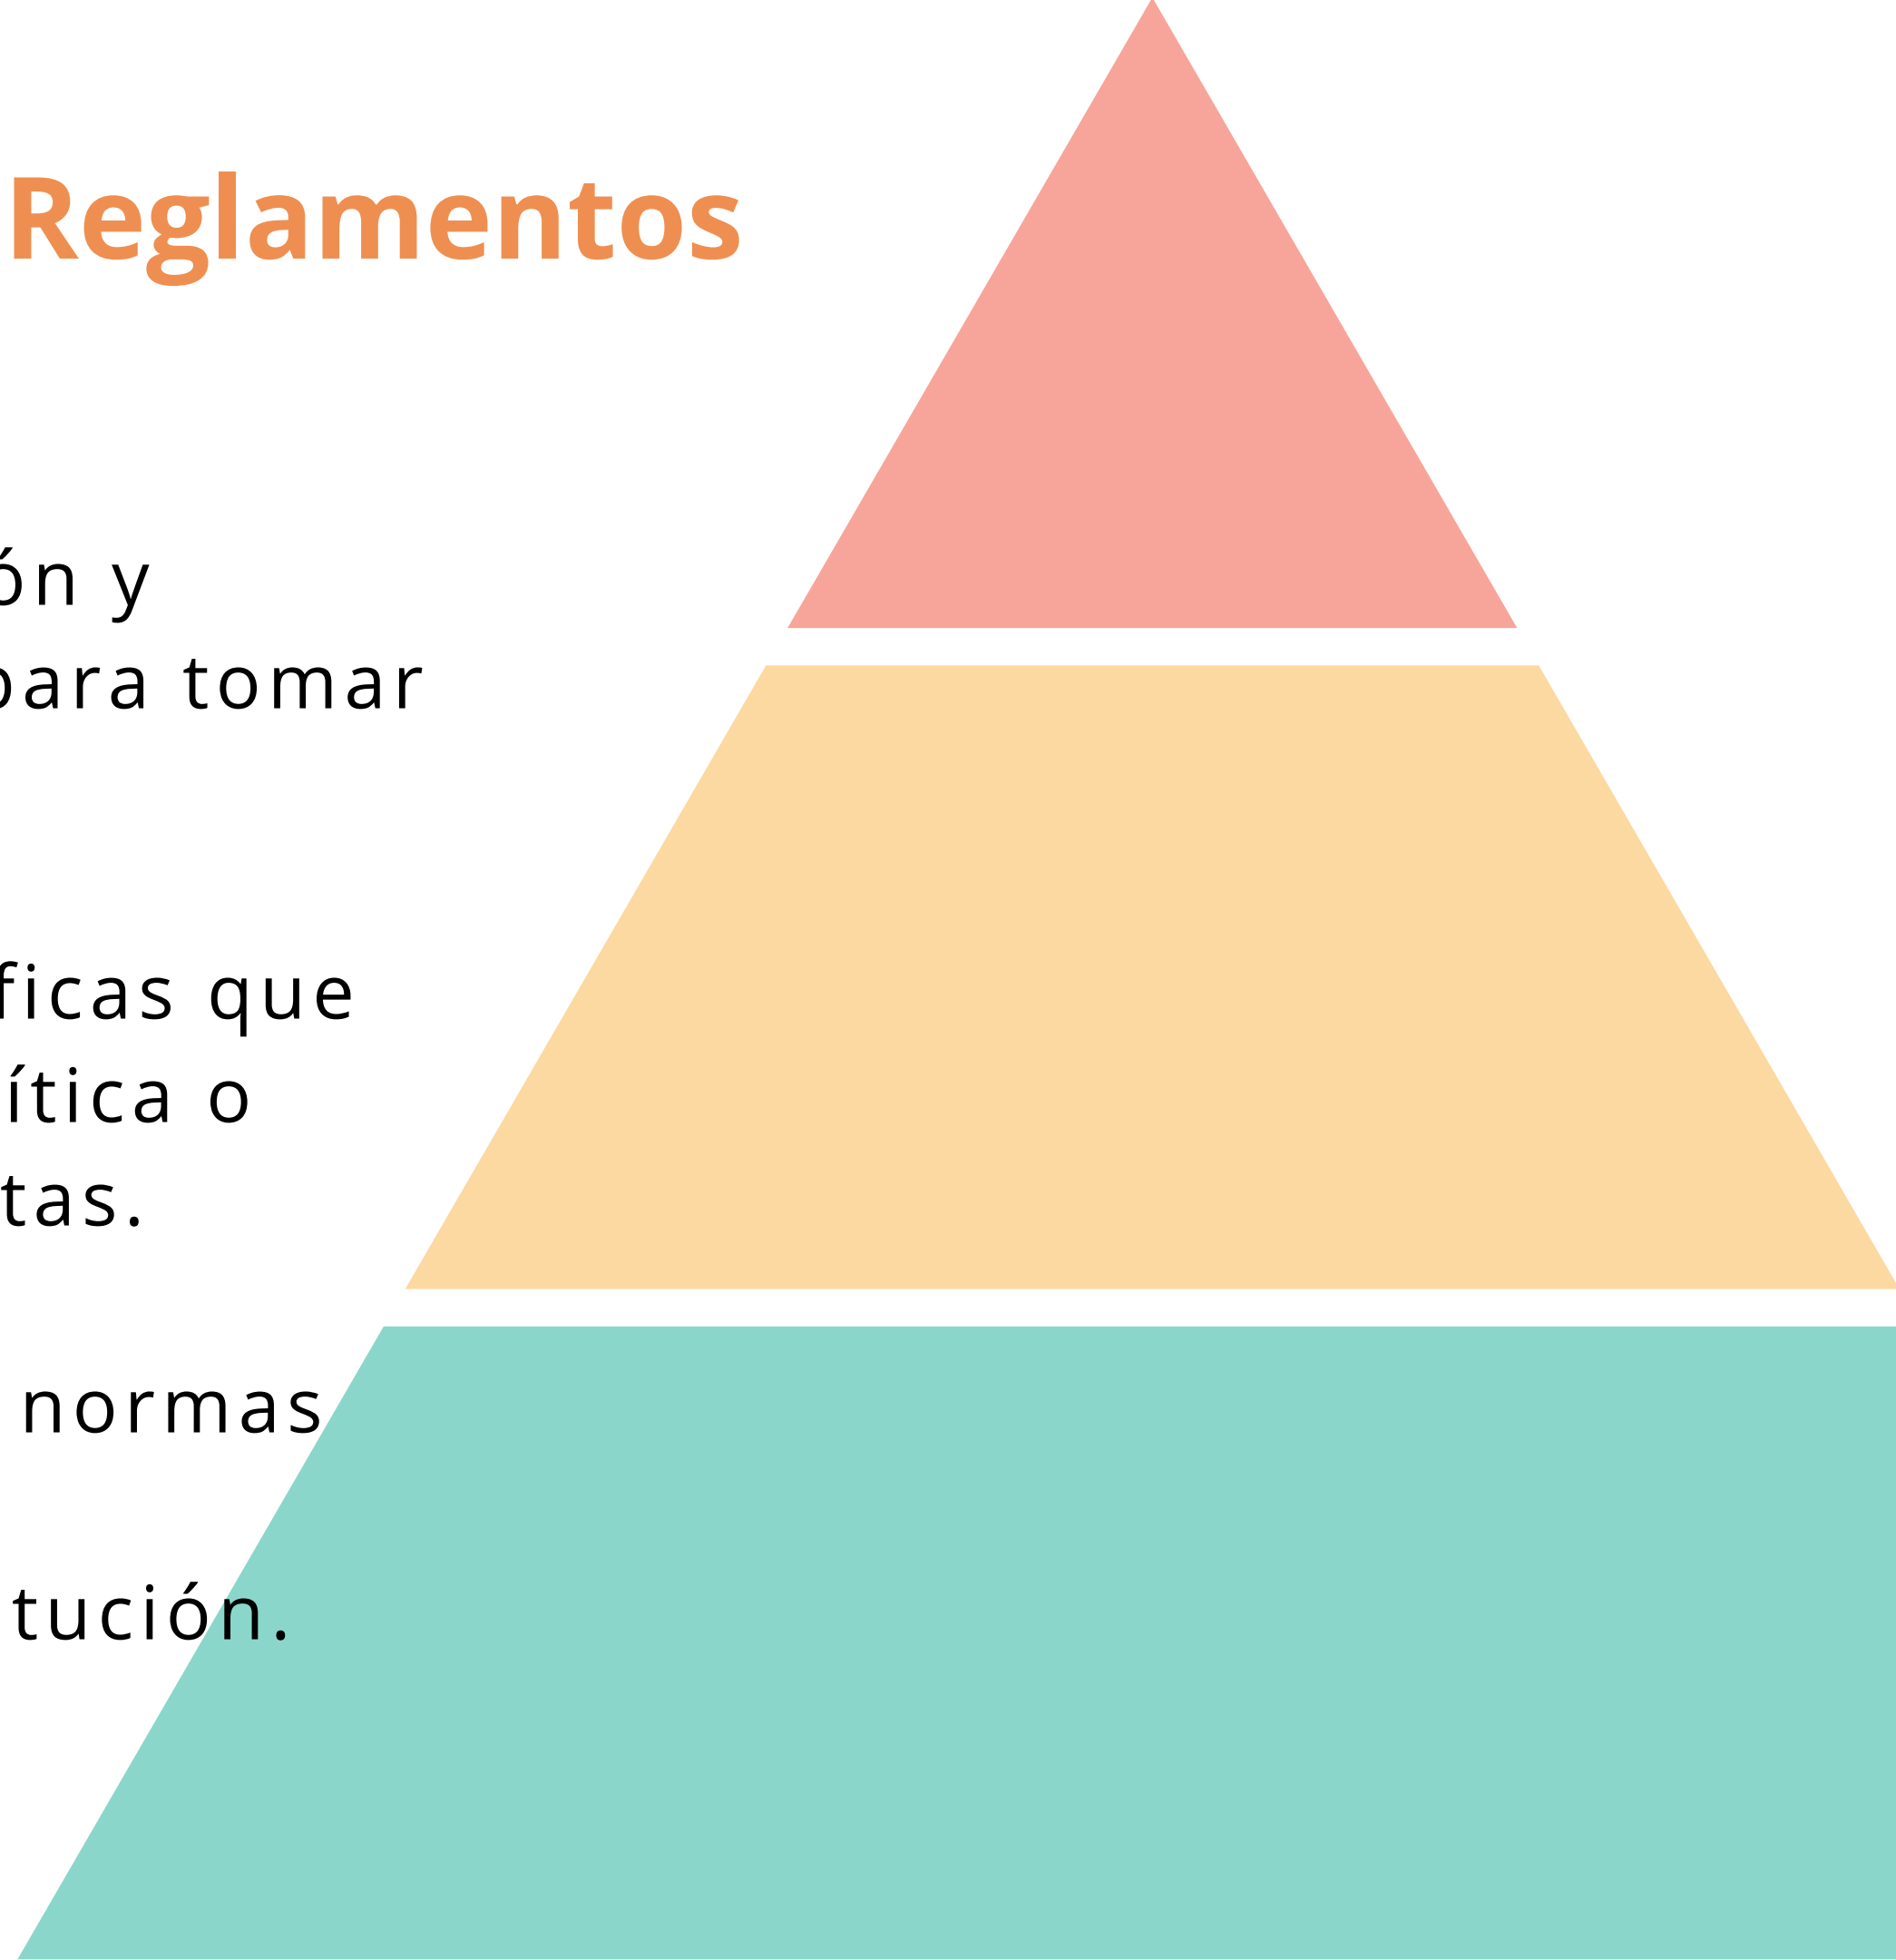 Reglamentos
ón y
para tomar
ficas que
ítica o
tas.
normas
tución.